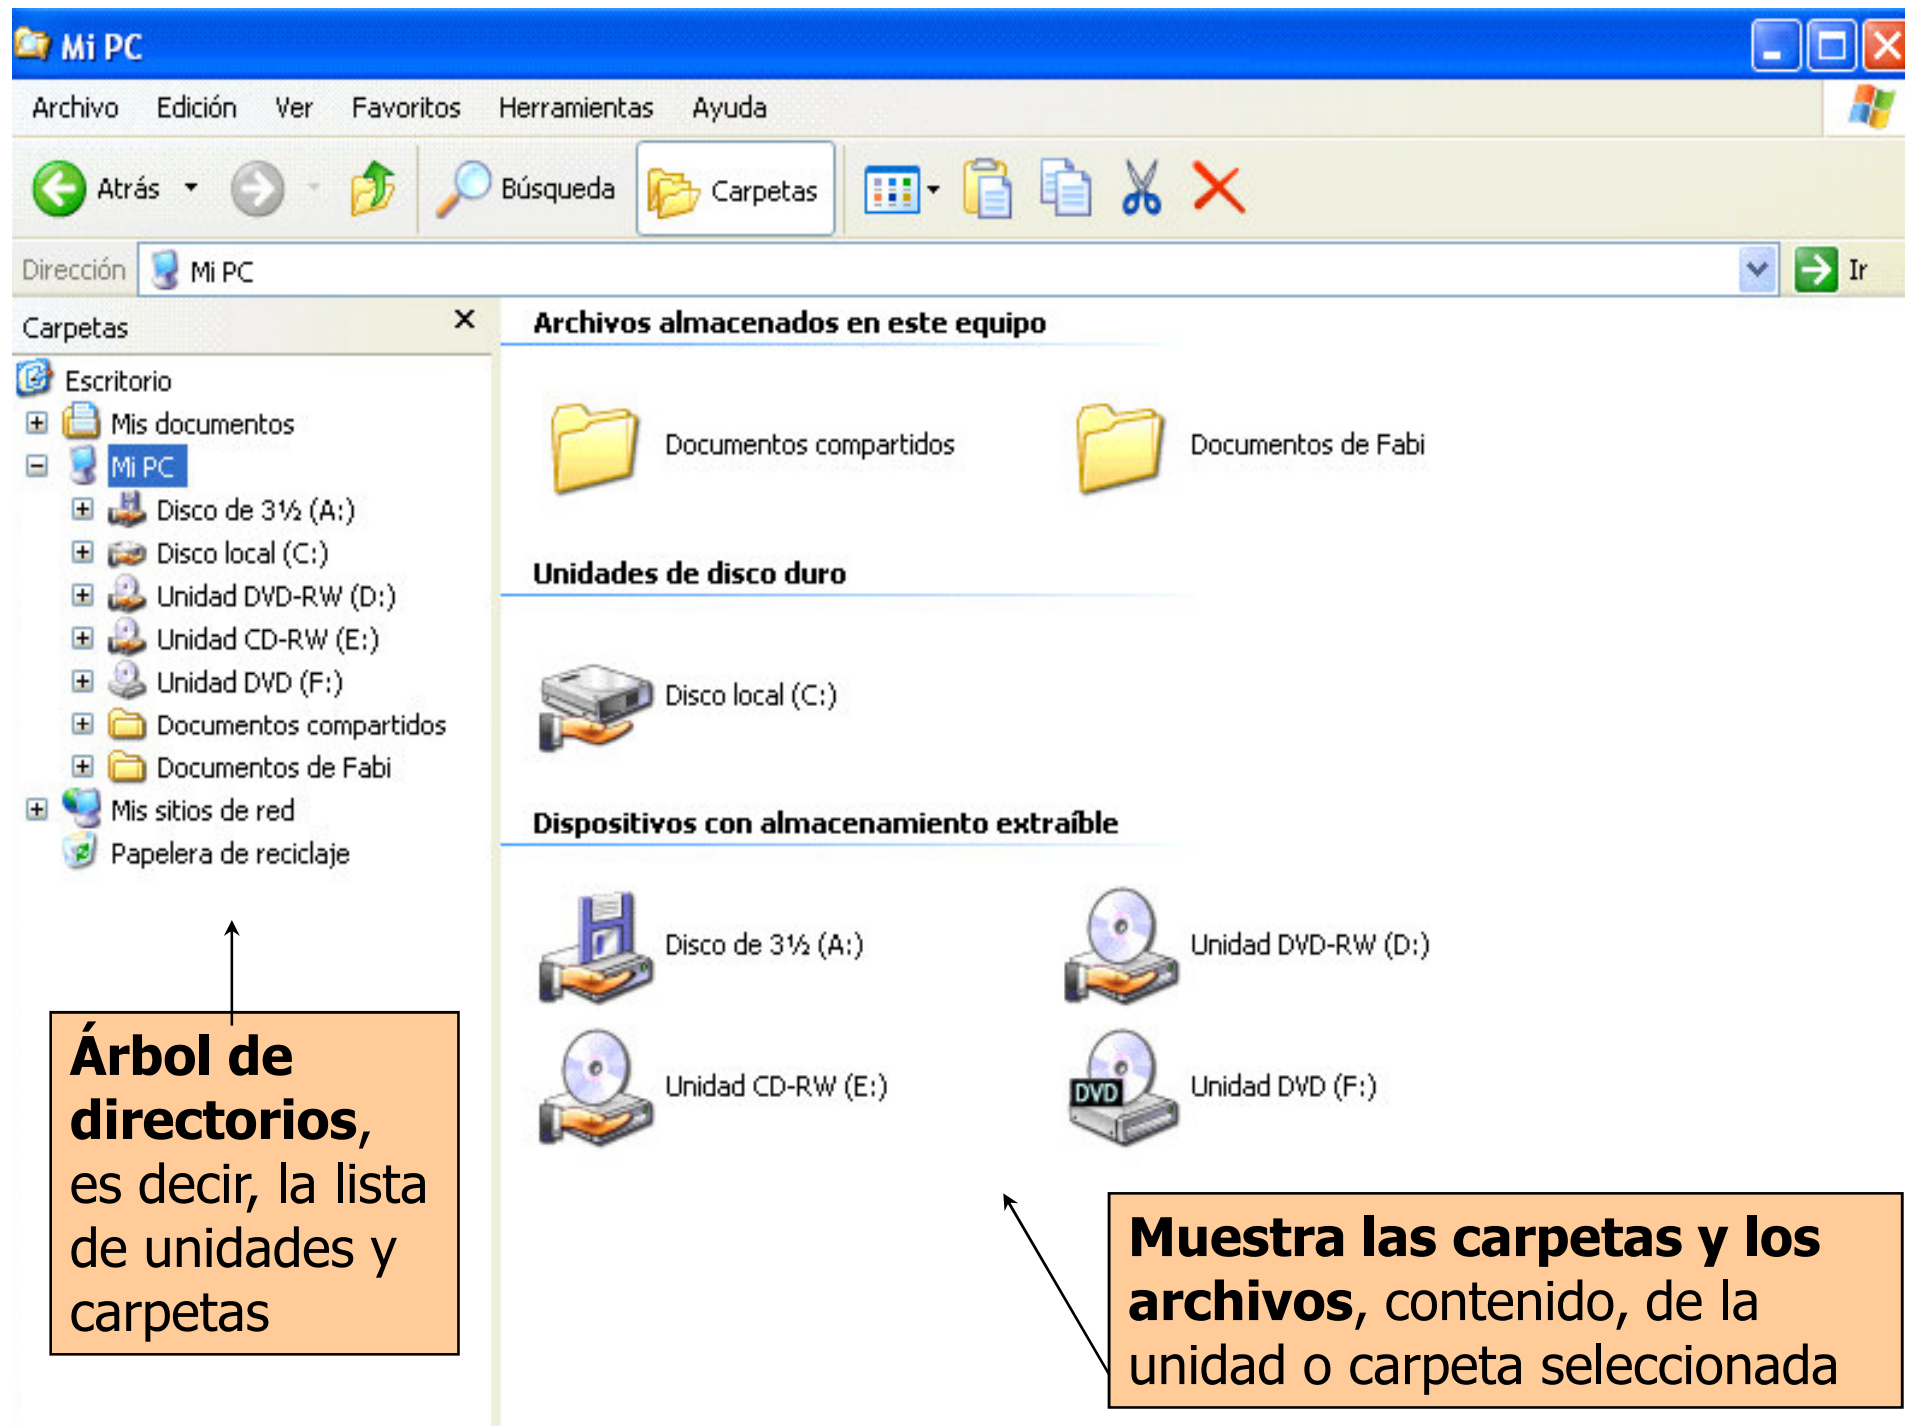 Mi PC
Archivo Edición Ver Favoritos Herramientas Ayuda
Atrás Búsqueda Carpetas
Dirección Mi PC Ir
Carpetas
Escritorio
Mis documentos
Mi PC
Disco de 3½ (A:)
Disco local (C:)
Unidad DVD-RW (D:)
Unidad CD-RW (E:)
Unidad DVD (F:)
Documentos compartidos
Documentos de Fabi
Mis sitios de red
Papelera de reciclaje
Archivos almacenados en este equipo
Documentos compartidos Documentos de Fabi
Unidades de disco duro
Disco local (C:)
Dispositivos con almacenamiento extraíble
Disco de 3½ (A:) Unidad DVD-RW (D:)
Unidad CD-RW (E:) DVD Unidad DVD (F:)
Árbol de
directorios,
es decir, la lista
de unidades y
carpetas
Muestra las carpetas y los
archivos, contenido, de la
unidad o carpeta seleccionada